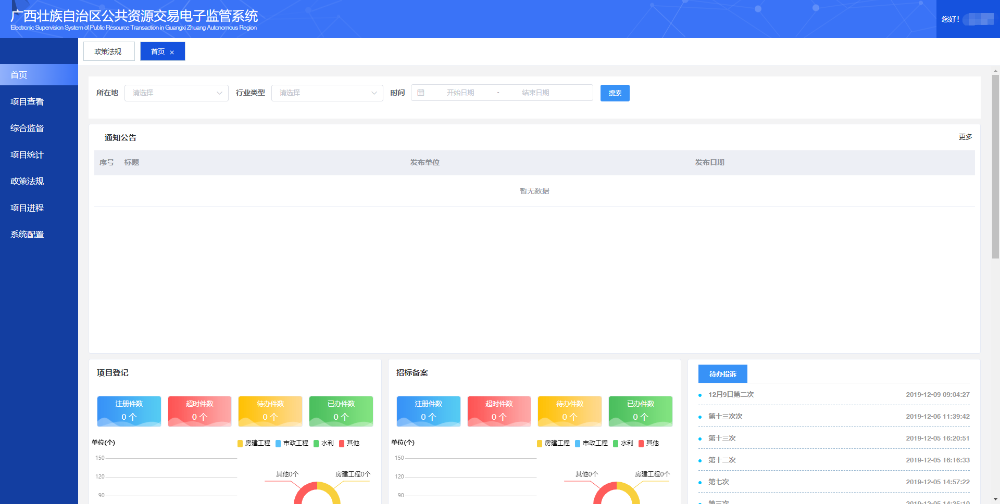 广西壮族自治区公共资源交易电子监管系统
Electronic Supervision System of Public Resource Transaction in Guangxi Zhuang Autonomous Region
您好!
政策法规
首页 ×
首页
项目查看
综合监督
项目统计
政策法规
项目进程
系统配置
所在地 请选择 行业类型 请选择 时间 开始日期 - 结束日期 搜索
通知公告 更多
序号 标题 发布单位 发布日期
暂无数据
项目登记
注册件数 超时件数 待办件数 已办件数
0 个 0 个 0 个 0 个
单位(个) 房建工程 市政工程 水利 其他
150
120
90
其他0个 房建工程0个
招标备案
注册件数 超时件数 待办件数 已办件数
0 个 0 个 0 个 0 个
单位(个) 房建工程 市政工程 水利 其他
150
120
90
其他0个 房建工程0个
待办投诉
12月9日第二次 2019-12-09 09:04:27
第十三次次 2019-12-06 11:39:42
第十三次 2019-12-05 16:20:51
第十二次 2019-12-05 16:16:33
第七次 2019-12-05 14:57:22
第三次 2019-12-05 14:25:10